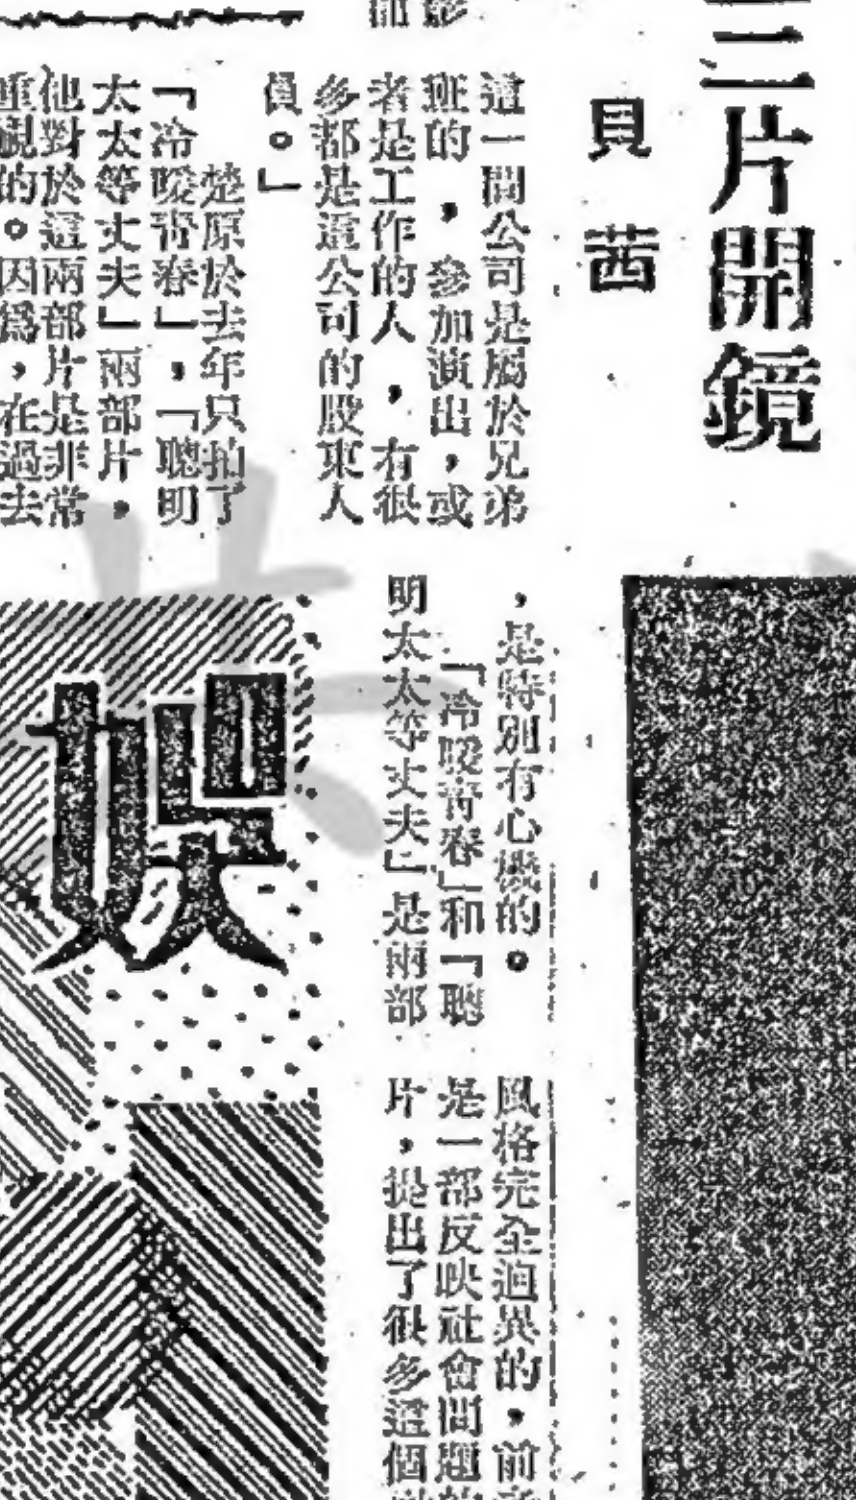 三片開鏡
貝茜
這一間公司是屬於兄弟
班的,參加演出,或
者是工作的人,有很
多都是這公司的股東人
員。」
楚原於去年只拍了
「冷暖青春」,「聰明
太太等丈夫」兩部片。
他對於這兩部片是非常
重視的。因爲,在過去
,是特別有心機的。
「冷暖青春」和「聰
明太太等丈夫」是兩部
風格完全迥異的,前
是一部反映社會問題
片,提出了很多這個
娛